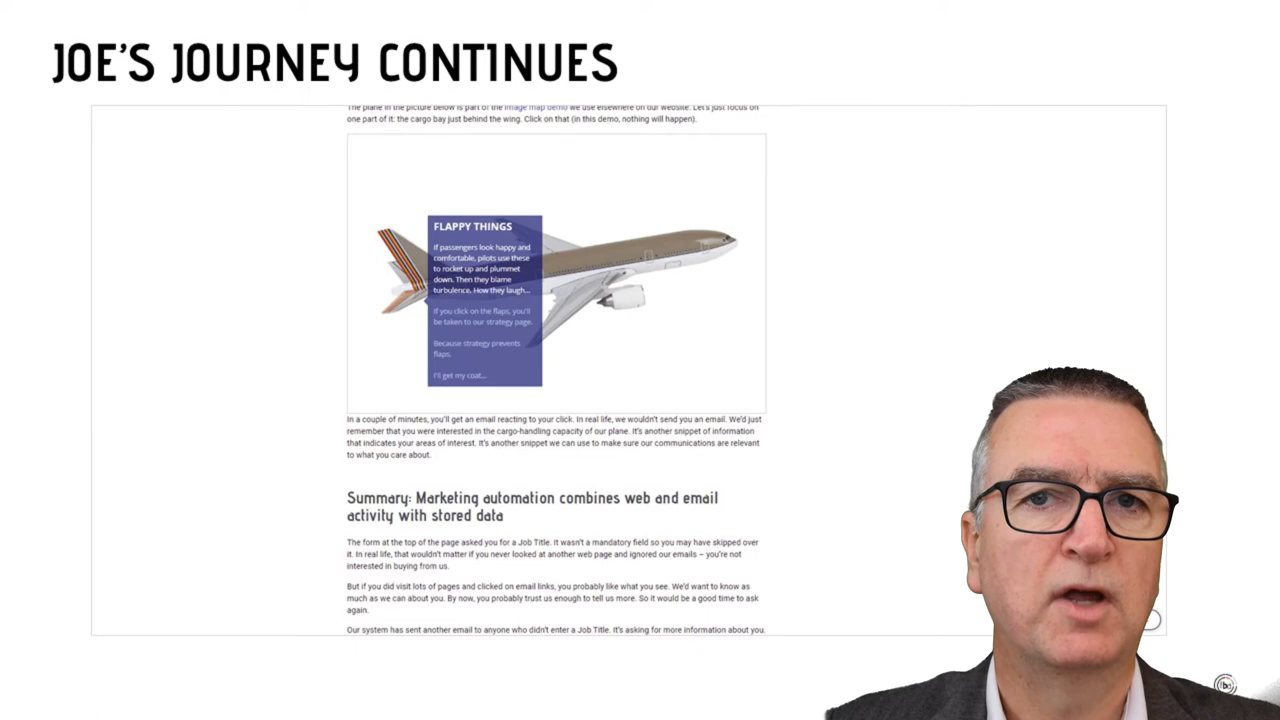 JOE'S JOURNEY CONTINUES
The plane in the picture below is part of the image map demo we use elsewhere on our website. Let's just focus on
one part of it: the cargo bay just behind the wing. Click on that (in this demo, nothing will happen).
FLAPPY THINGS
If passengers look happy and
comfortable, pilots use these
to rocket up and plummet
down. Then they blame
turbulence. How they laugh...
If you click on the flaps, you'll
be taken to our strategy page.
Because strategy prevents
flaps.
I'll get my coat...
In a couple of minutes, you'll get an email reacting to your click. In real life, we wouldn't send you an email. We'd just
remember that you were interested in the cargo-handling capacity of our plane. It's another snippet of information
that indicates your areas of interest. It's another snippet we can use to make sure our communications are relevant
to what you care about.
Summary: Marketing automation combines web and email
activity with stored data
The form at the top of the page asked you for a Job Title. It wasn't a mandatory field so you may have skipped over
it. In real life, that wouldn't matter if you never looked at another web page and ignored our emails – you're not
interested in buying from us.
But if you did visit lots of pages and clicked on email links, you probably like what you see. We'd want to know as
much as we can about you. By now, you probably trust us enough to tell us more. So it would be a good time to ask
again.
Our system has sent another email to anyone who didn't enter a Job Title. It's asking for more information about you.